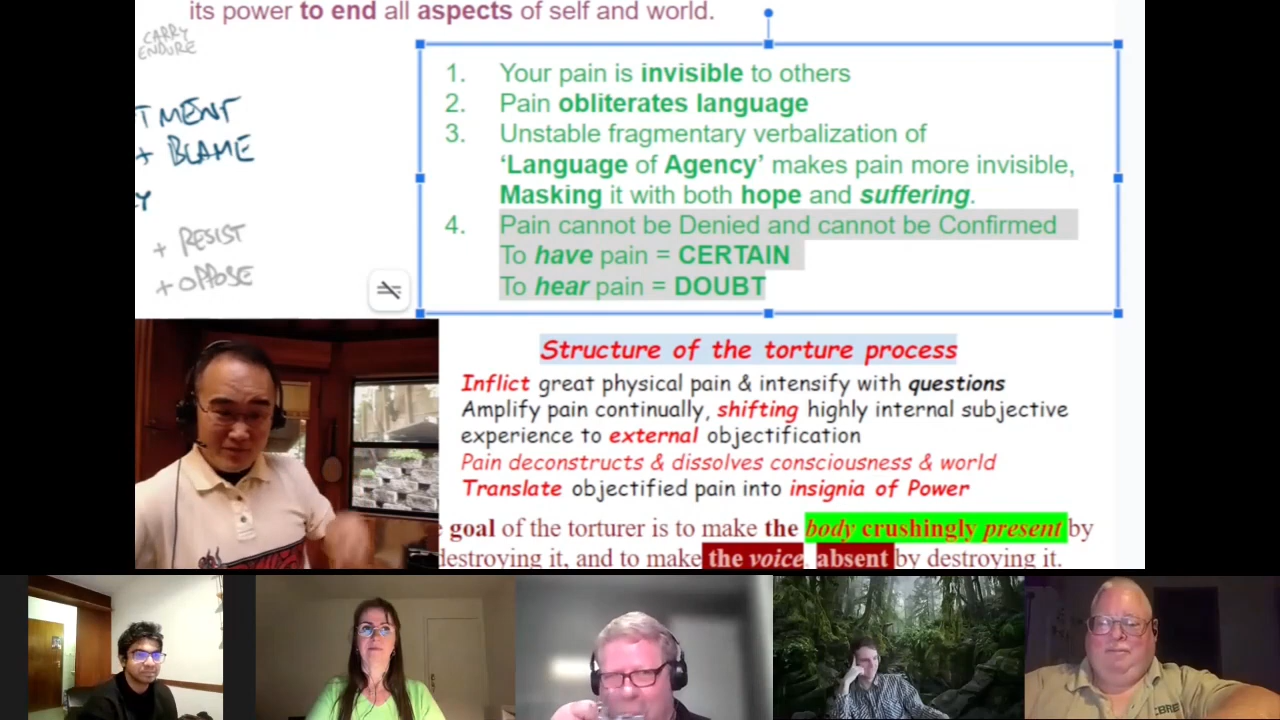 its power to end all aspects of self and world.
CARRY
ENDURE
TMENT
+ BLAME
Y
+ RESIST
+ OPPOSE
1. Your pain is invisible to others
2. Pain obliterates language
3. Unstable fragmentary verbalization of
‘Language of Agency’ makes pain more invisible,
Masking it with both hope and suffering.
4. Pain cannot be Denied and cannot be Confirmed
To have pain = CERTAIN
To hear pain = DOUBT
Structure of the torture process
Inflict great physical pain & intensify with questions
Amplify pain continually, shifting highly internal subjective
experience to external objectification
Pain deconstructs & dissolves consciousness & world
Translate objectified pain into insignia of Power
goal of the torturer is to make the body crushingly present by
destroying it, and to make the voice absent by destroying it.